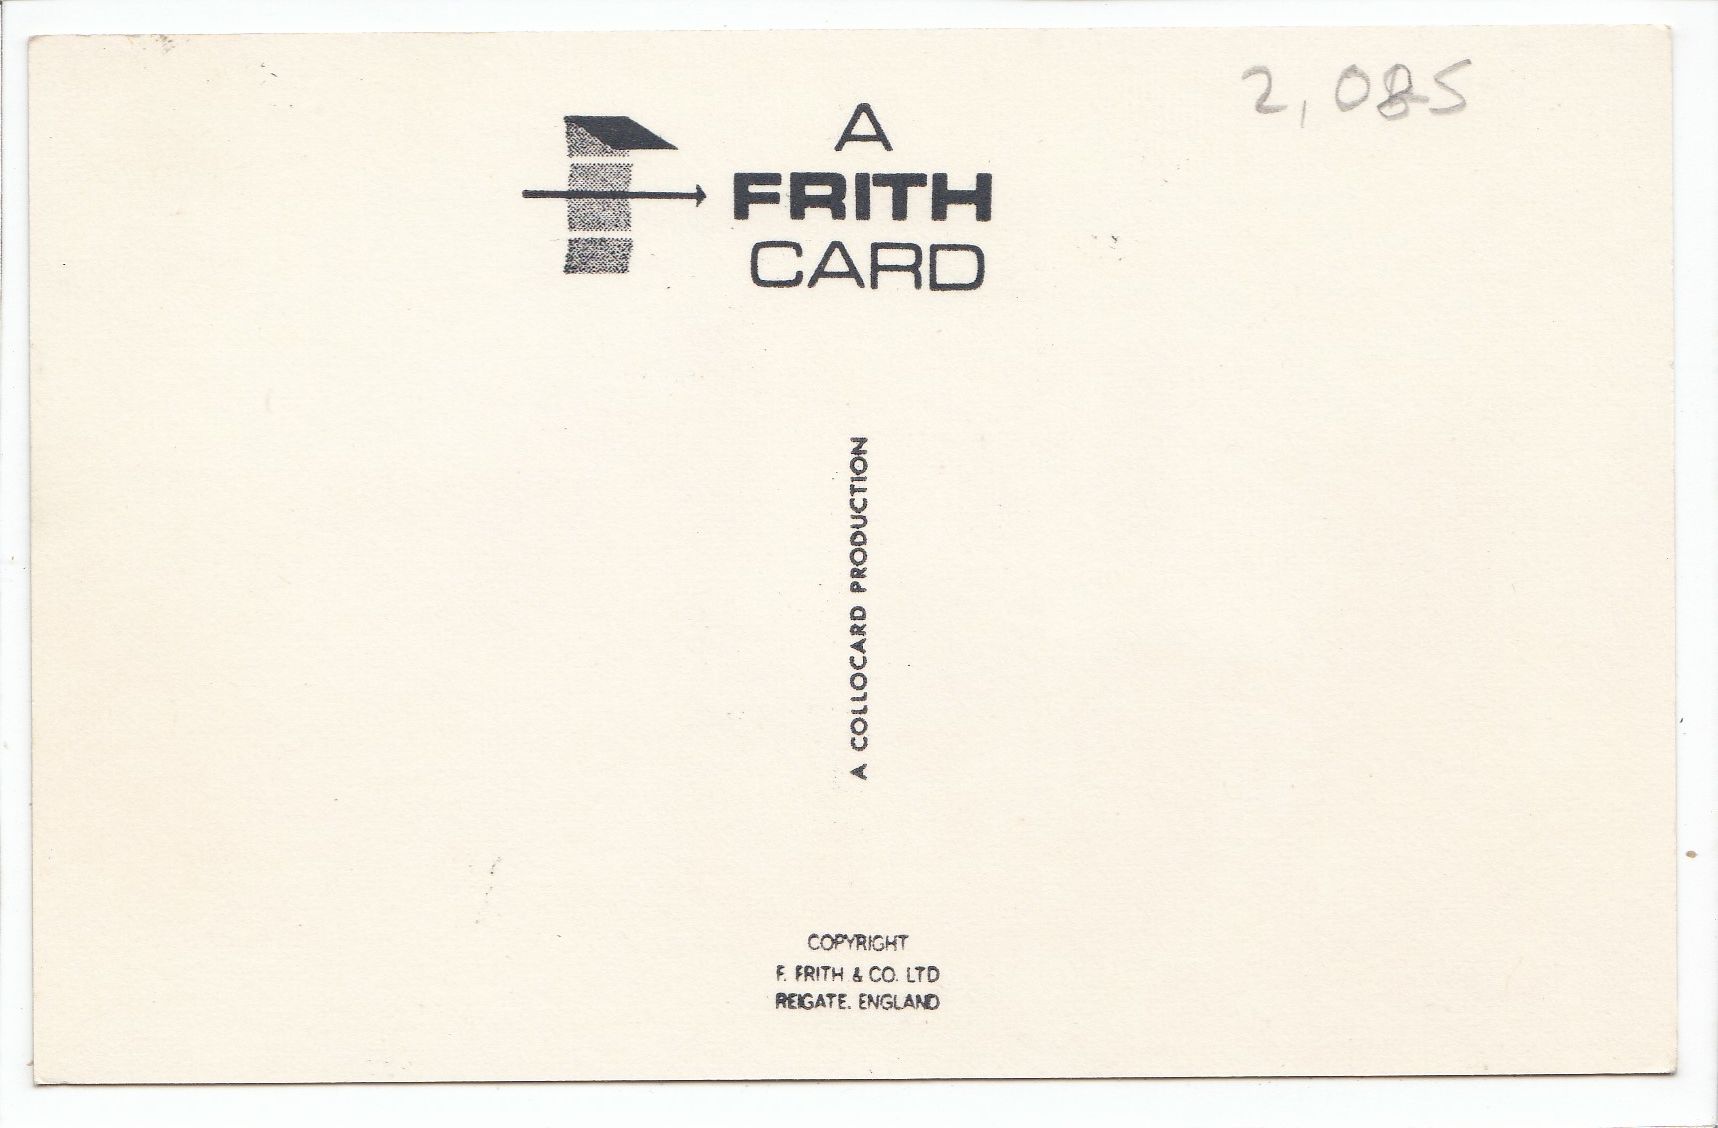 2,085
A
FRITH
CARD
A COLLOCARD PRODUCTION
COPYRIGHT
F. FRITH & CO. LTD
REIGATE. ENGLAND